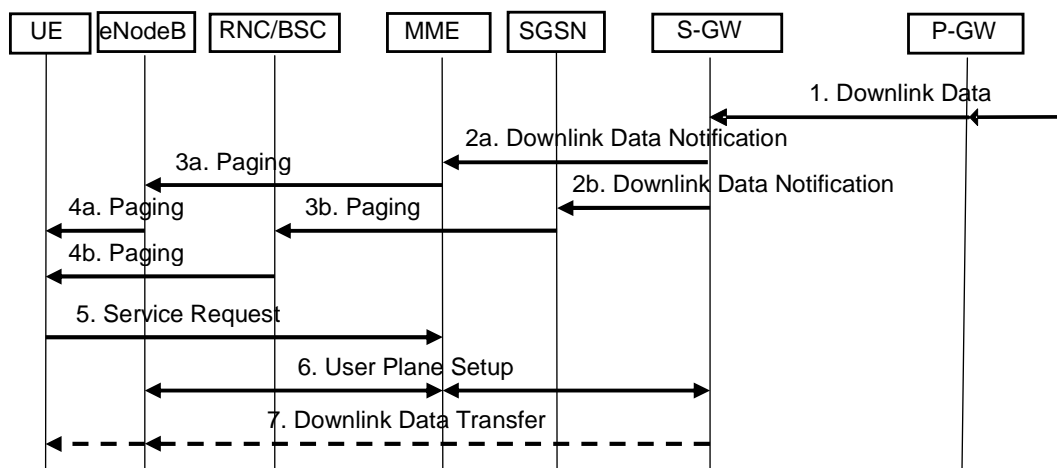 UE
eNodeB
RNC/BSC
MME
SGSN
S-GW
P-GW
1. Downlink Data
2a. Downlink Data Notification
3a. Paging
2b. Downlink Data Notification
4a. Paging
3b. Paging
4b. Paging
5. Service Request
6. User Plane Setup
7. Downlink Data Transfer